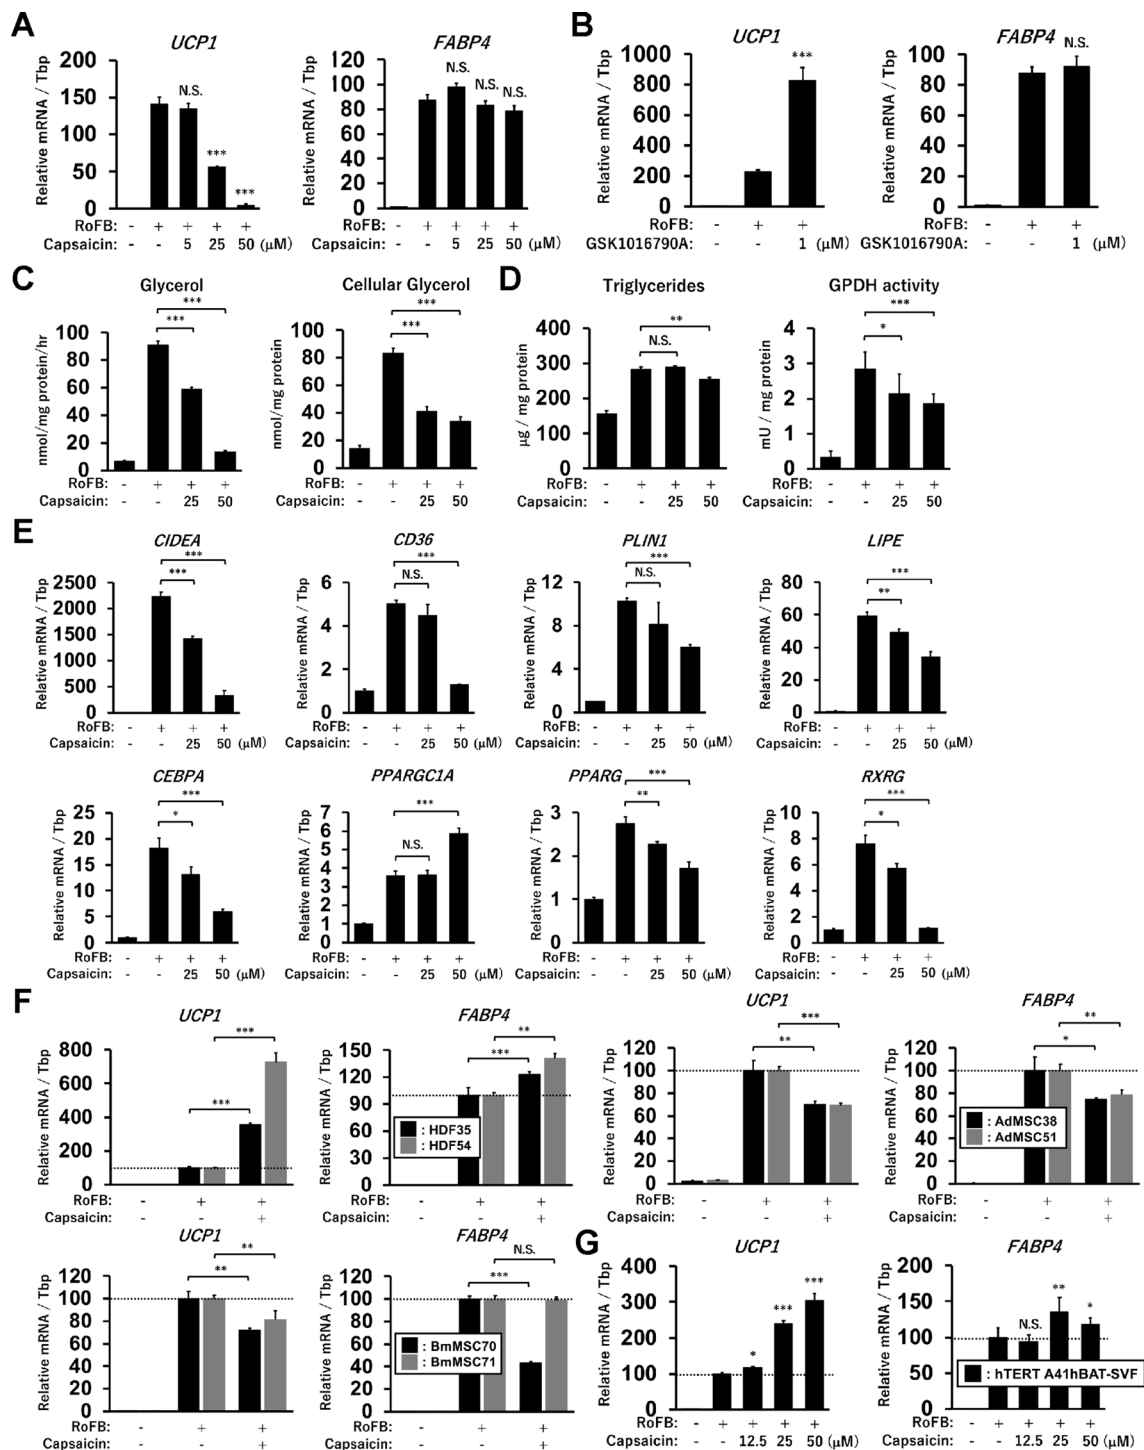 A
UCP1
Relative mRNA / Tbp
200
150
100
50
0
N.S.
***
***
RoFB: - + + + +
Capsaicin: - - 5 25 50 (μM)
FABP4
Relative mRNA / Tbp
120
100
80
60
40
20
0
N.S.
N.S.
N.S.
RoFB: - + + + +
Capsaicin: - - 5 25 50 (μM)
B
UCP1
Relative mRNA / Tbp
1000
800
600
400
200
0
***
RoFB: - + +
GSK1016790A: - - 1 (μM)
FABP4
Relative mRNA / Tbp
100
80
60
40
20
0
N.S.
RoFB: - + +
GSK1016790A: - - 1 (μM)
C
Glycerol
nmol/mg protein/hr
100
80
60
40
20
0
***
***
RoFB: - + + +
Capsaicin: - - 25 50
Cellular Glycerol
nmol/mg protein
100
80
60
40
20
0
***
***
RoFB: - + + +
Capsaicin: - - 25 50
D
Triglycerides
μg / mg protein
400
300
200
100
0
**
N.S.
RoFB: - + + +
Capsaicin: - - 25 50
GPDH activity
mU / mg protein
4
3
2
1
0
***
*
RoFB: - + + +
Capsaicin: - - 25 50
E
CIDEA
Relative mRNA / Tbp
2500
2000
1500
1000
500
0
***
***
RoFB: - + + +
Capsaicin: - - 25 50 (μM)
CD36
Relative mRNA / Tbp
6
4
2
0
***
N.S.
RoFB: - + + +
Capsaicin: - - 25 50 (μM)
PLIN1
Relative mRNA / Tbp
12
8
4
0
***
N.S.
RoFB: - + + +
Capsaicin: - - 25 50 (μM)
LIPE
Relative mRNA / Tbp
80
60
40
20
0
***
**
RoFB: - + + +
Capsaicin: - - 25 50 (μM)
CEBPA
Relative mRNA / Tbp
25
20
15
10
5
0
***
*
RoFB: - + + +
Capsaicin: - - 25 50 (μM)
PPARGC1A
Relative mRNA / Tbp
7
6
5
4
3
2
1
0
***
N.S.
RoFB: - + + +
Capsaicin: - - 25 50 (μM)
PPARG
Relative mRNA / Tbp
3
2
1
0
***
**
RoFB: - + + +
Capsaicin: - - 25 50 (μM)
RXRG
Relative mRNA / Tbp
10
8
6
4
2
0
***
*
RoFB: - + + +
Capsaicin: - - 25 50 (μM)
F
UCP1
Relative mRNA / Tbp
800
600
400
200
100
0
***
***
RoFB: - + +
Capsaicin: - - +
FABP4
Relative mRNA / Tbp
150
120
90
60
30
0
**
***
: HDF35
: HDF54
RoFB: - + +
Capsaicin: - - +
UCP1
Relative mRNA / Tbp
120
100
80
60
40
20
0
***
**
RoFB: - + +
Capsaicin: - - +
FABP4
Relative mRNA / Tbp
120
100
80
60
40
20
0
**
*
: AdMSC38
: AdMSC51
RoFB: - + +
Capsaicin: - - +
UCP1
Relative mRNA / Tbp
120
100
80
60
40
20
0
**
**
RoFB: - + +
Capsaicin: - - +
FABP4
Relative mRNA / Tbp
120
100
80
60
40
20
0
N.S.
***
: BmMSC70
: BmMSC71
RoFB: - + +
Capsaicin: - - +
G
UCP1
Relative mRNA / Tbp
400
300
200
100
0
*
***
***
RoFB: - + + + +
Capsaicin: - - 12.5 25 50 (μM)
FABP4
Relative mRNA / Tbp
200
150
100
50
0
N.S.
**
*
: hTERT A41hBAT-SVF
RoFB: - + + + +
Capsaicin: - - 12.5 25 50 (μM)